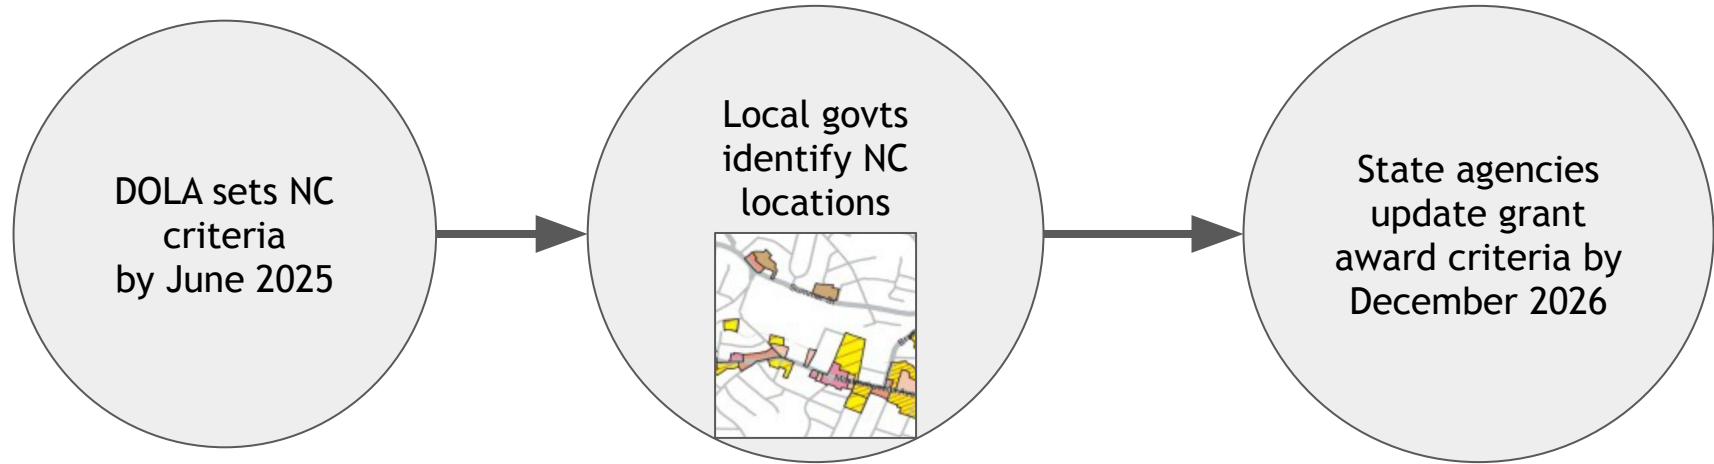 DOLA sets NC
criteria
by June 2025
Local govts
identify NC
locations
State agencies
update grant
award criteria by
December 2026